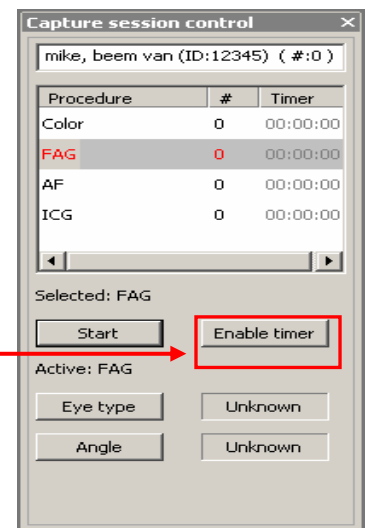 Capture session control ×
mike, beem van (ID:12345) ( #:0 )
Procedure # Timer
Color 0 00:00:00
FAG 0 00:00:00
AF 0 00:00:00
ICG 0 00:00:00
Selected: FAG
Start Enable timer
Active: FAG
Eye type Unknown
Angle Unknown